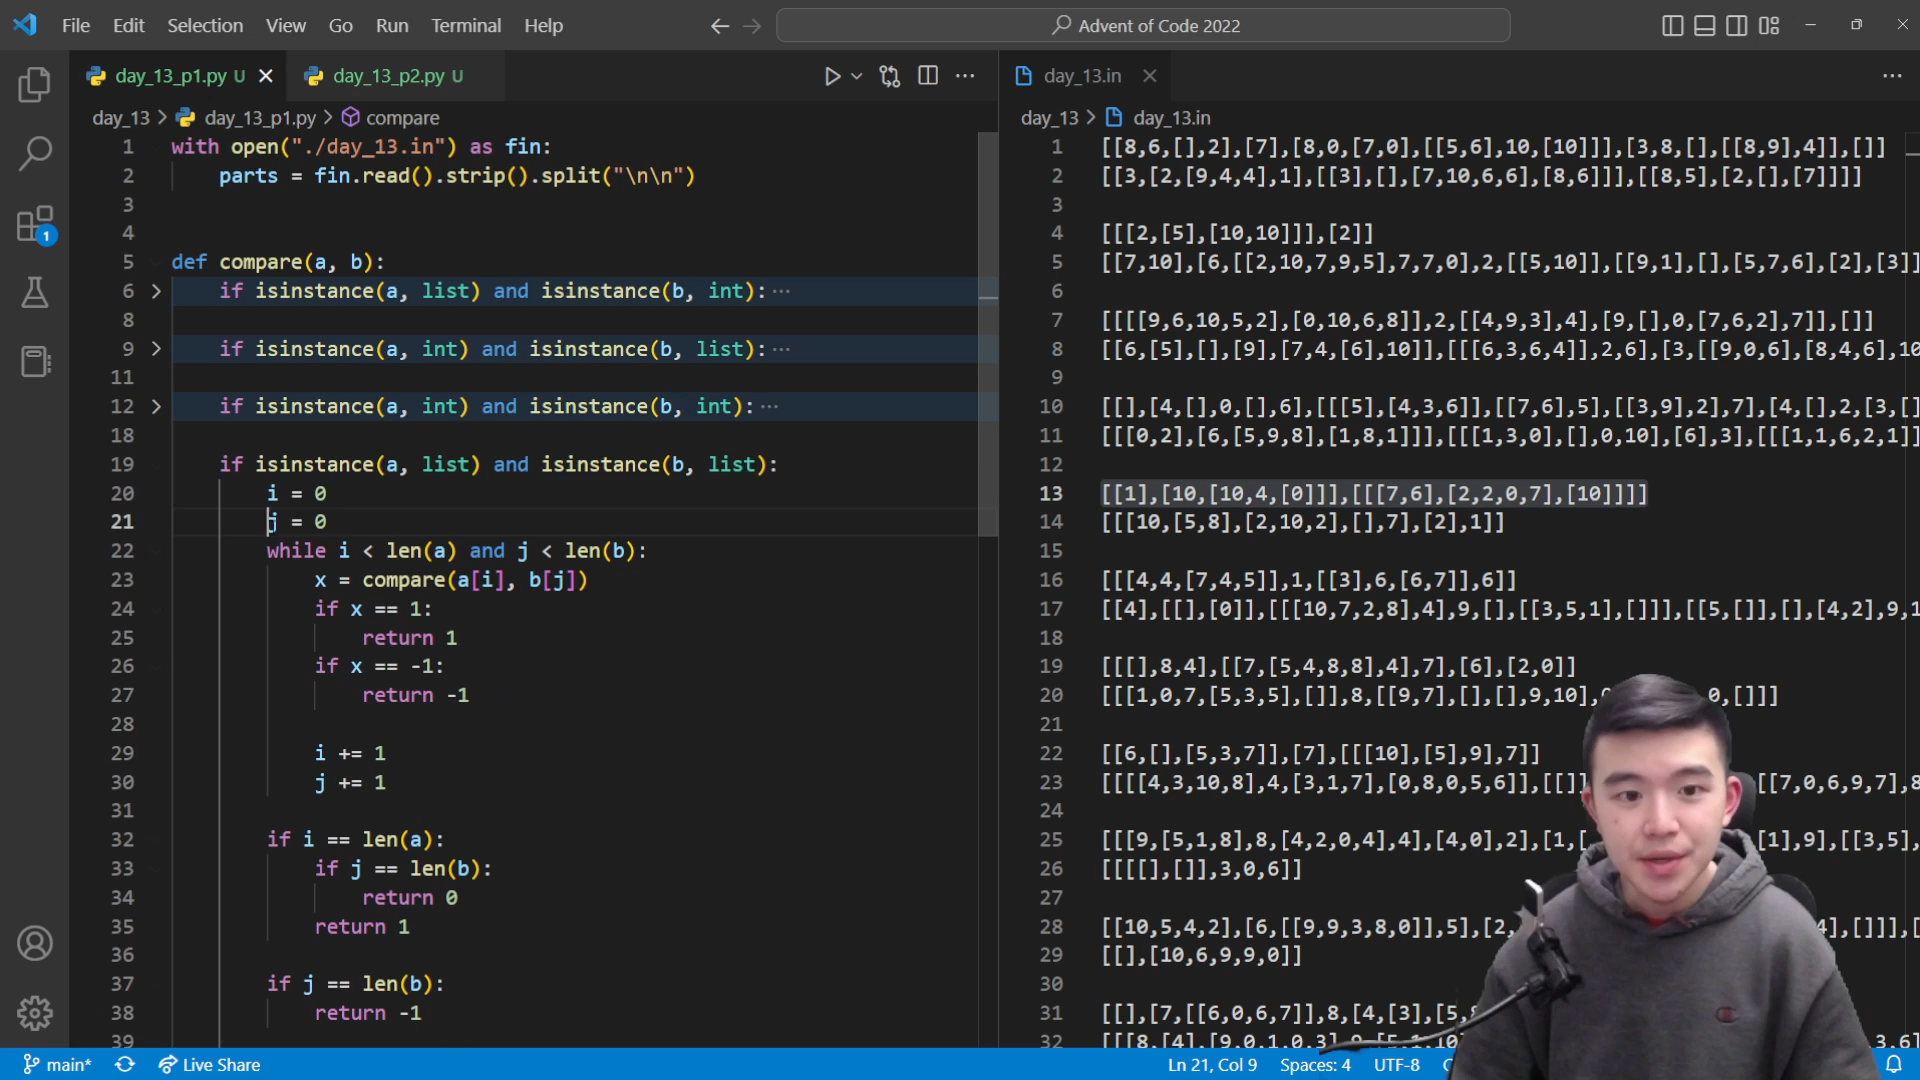 File Edit Selection View Go Run Terminal Help
Advent of Code 2022
day_13_p1.py U
day_13_p2.py U
day_13 > day_13_p1.py > compare
1 with open("./day_13.in") as fin:
2 parts = fin.read().strip().split("\n\n")
3
4
5 def compare(a, b):
6 if isinstance(a, list) and isinstance(b, int):···
8
9 if isinstance(a, int) and isinstance(b, list):···
11
12 if isinstance(a, int) and isinstance(b, int):···
18
19 if isinstance(a, list) and isinstance(b, list):
20 i = 0
21 j = 0
22 while i < len(a) and j < len(b):
23 x = compare(a[i], b[j])
24 if x == 1:
25 return 1
26 if x == -1:
27 return -1
28
29 i += 1
30 j += 1
31
32 if i == len(a):
33 if j == len(b):
34 return 0
35 return 1
36
37 if j == len(b):
38 return -1
39
day_13.in
day_13 > day_13.in
1 [[8,6,[],2],[7],[8,0,[7,0],[[5,6],10,[10]]],[3,8,[],[[8,9],4]],[]]
2 [[3,[2,[9,4,4],1],[[3],[],[7,10,6,6],[8,6]]],[[8,5],[2,[],[7]]]]
3
4 [[[2,[5],[10,10]]],[2]]
5 [[7,10],[6,[[2,10,7,9,5],7,7,0],2,[[5,10]],[[9,1],[],[5,7,6],[2],[3]]
6
7 [[[[9,6,10,5,2],[0,10,6,8]],2,[[4,9,3],4],[9,[],0,[7,6,2],7]],[]]
8 [[6,[5],[],[9],[7,4,[6],10]],[[[6,3,6,4]],2,6],[3,[[9,0,6],[8,4,6],10
9
10 [[],[4,[],0,[],6],[[[5],[4,3,6]],[[7,6],5],[[3,9],2],7],[4,[],2,[3,[]
11 [[[0,2],[6,[5,9,8],[1,8,1]]],[[[1,3,0],[],0,10],[6],3],[[[1,1,6,2,1]]
12
13 [[1],[10,[10,4,[0]]],[[[7,6],[2,2,0,7],[10]]]]
14 [[[10,[5,8],[2,10,2],[],7],[2],1]]
15
16 [[[4,4,[7,4,5]],1,[[3],6,[6,7]],6]]
17 [[4],[[],[0]],[[[10,7,2,8],4],9,[],[[3,5,1],[]]],[[5,[]],[],[4,2],9,1
18
19 [[[],8,4],[[7,[5,4,8,8],4],7],[6],[2,0]]
20 [[[1,0,7,[5,3,5],[]],8,[[9,7],[],[],9,10], 0,[]]]
21
22 [[6,[],[5,3,7]],[7],[[[10],[5],9],7]]
23 [[[[4,3,10,8],4,[3,1,7],[0,8,0,5,6]],[[]] [[7,0,6,9,7],8
24
25 [[[9,[5,1,8],8,[4,2,0,4],4],[4,0],2],[1,[ [1],9],[[3,5],
26 [[[[],[]],3,0,6]]
27
28 [[10,5,4,2],[6,[[9,9,3,8,0]],5],[2, 4],[]]],[
29 [[],[10,6,9,9,0]]
30
31 [[],[7,[[6,0,6,7]],8,[4,[3],[5,
32
main*
Live Share
Ln 21, Col 9
Spaces: 4
UTF-8